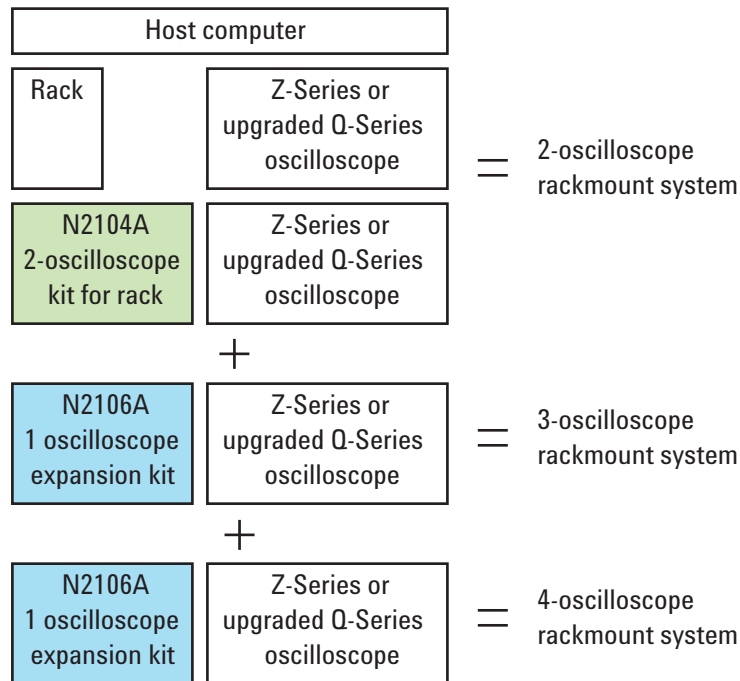 Host computer
Rack
Z-Series or
upgraded Q-Series
oscilloscope
=
2-oscilloscope
rackmount system
N2104A
2-oscilloscope
kit for rack
Z-Series or
upgraded Q-Series
oscilloscope
+
N2106A
1 oscilloscope
expansion kit
Z-Series or
upgraded Q-Series
oscilloscope
=
3-oscilloscope
rackmount system
+
N2106A
1 oscilloscope
expansion kit
Z-Series or
upgraded Q-Series
oscilloscope
=
4-oscilloscope
rackmount system